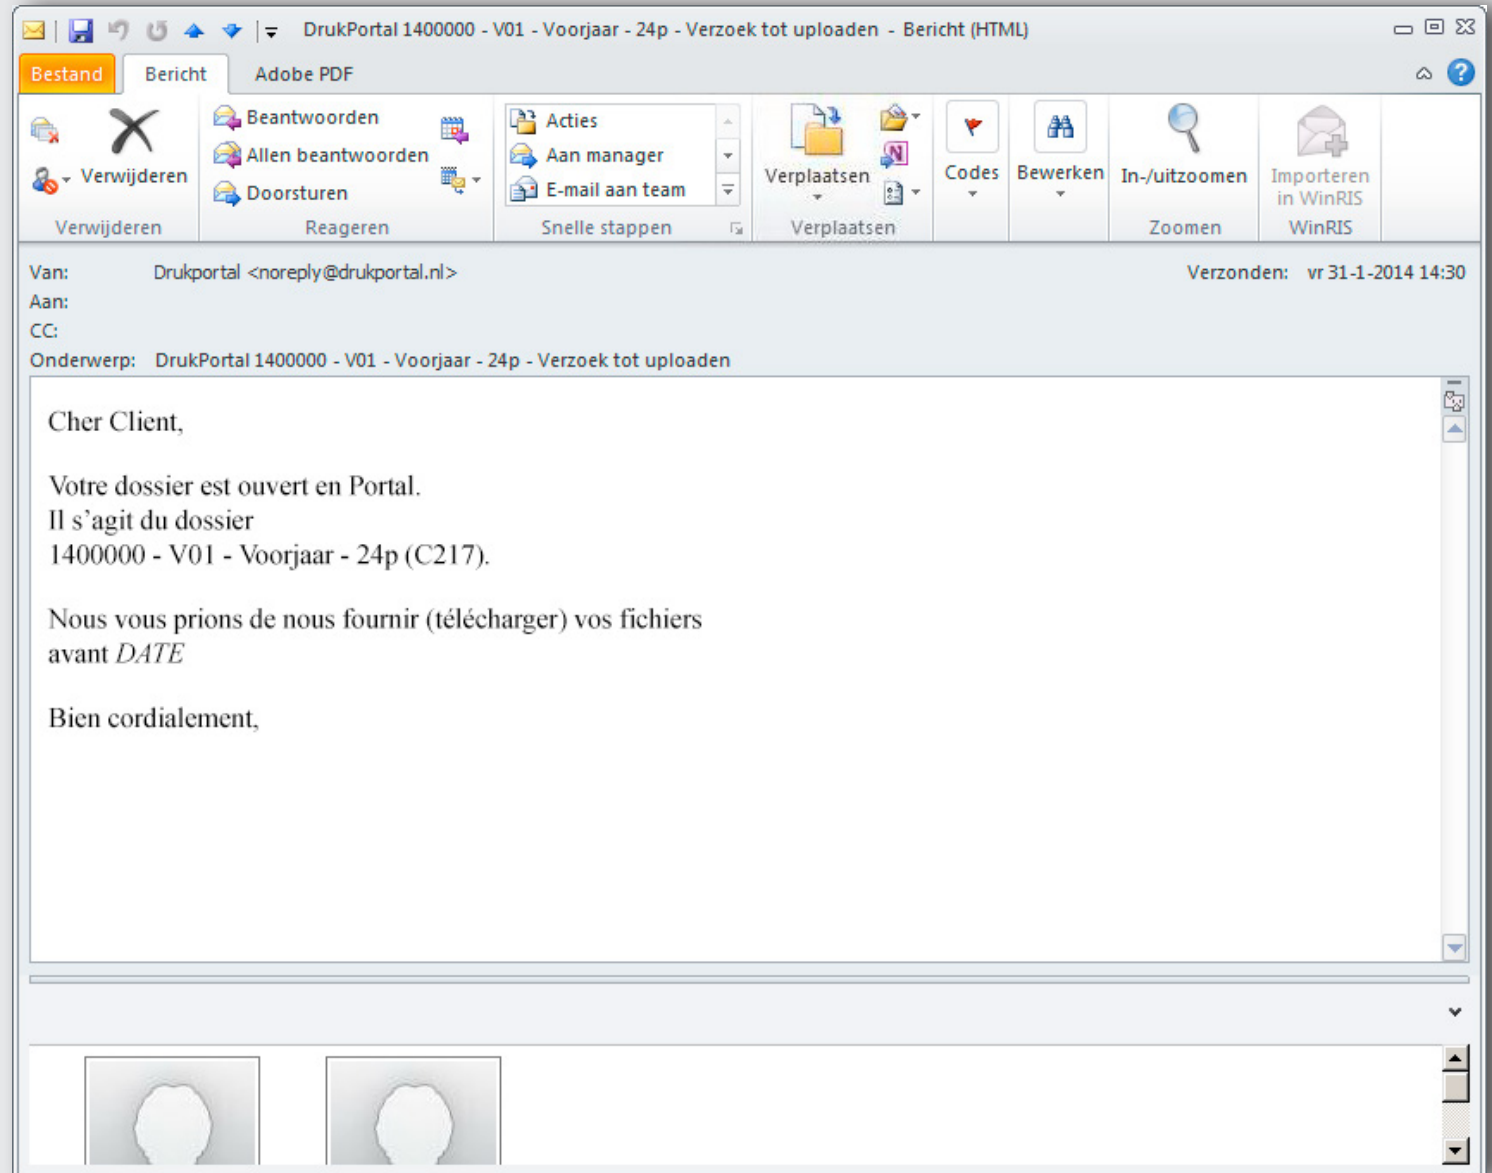 DrukPortal 1400000 - V01 - Voorjaar - 24p - Verzoek tot uploaden - Bericht (HTML)
Bestand Bericht Adobe PDF
Verwijderen
Verwijderen
Beantwoorden
Allen beantwoorden
Doorsturen
Reageren
Acties
Aan manager
E-mail aan team
Snelle stappen
Verplaatsen
N
Verplaatsen
Codes
Bewerken
In-/uitzoomen
Zoomen
Importeren
in WinRIS
WinRIS
Van: Drukportal <noreply@drukportal.nl> Verzonden: vr 31-1-2014 14:30
Aan:
CC:
Onderwerp: DrukPortal 1400000 - V01 - Voorjaar - 24p - Verzoek tot uploaden
Cher Client,
Votre dossier est ouvert en Portal.
Il s’agit du dossier
1400000 - V01 - Voorjaar - 24p (C217).
Nous vous prions de nous fournir (télécharger) vos fichiers
avant DATE
Bien cordialement,